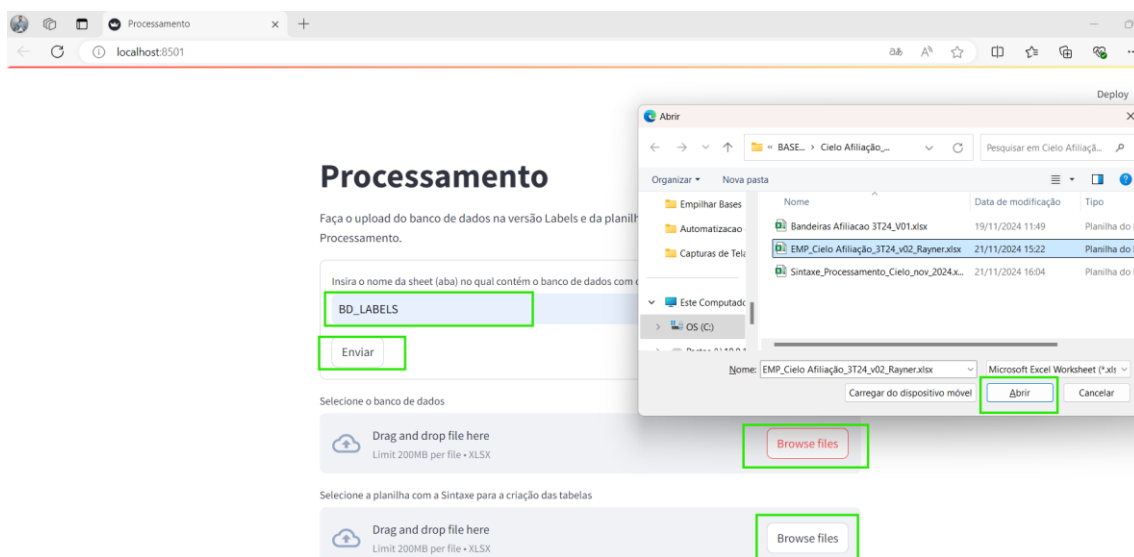 Processamento
localhost:8501
Deploy
Processamento
Faça o upload do banco de dados na versão Labels e da planil
Processamento.
Insira o nome da sheet (aba) no qual contém o banco de dados com
BD_LABELS
Enviar
Selecione o banco de dados
Drag and drop file here
Limit 200MB per file • XLSX
Browse files
Selecione a planilha com a Sintaxe para a criação das tabelas
Drag and drop file here
Limit 200MB per file • XLSX
Browse files
Abrir
« BASE... › Cielo Afiliação_...
Pesquisar em Cielo Afiliaçã...
Organizar
Nova pasta
Empilhar Bases
Automatizacao
Capturas de Tela
Este Computado
OS (C:)
Nome Data de modificação Tipo
Bandeiras Afiliacao 3T24_V01.xlsx 19/11/2024 11:49 Planilha do
EMP_Cielo Afiliação_3T24_v02_Rayner.xlsx 21/11/2024 15:22 Planilha do
Sintaxe_Processamento_Cielo_nov_2024.x... 21/11/2024 16:04 Planilha do
Nome: EMP_Cielo Afiliação_3T24_v02_Rayner.xlsx
Microsoft Excel Worksheet (*.xls
Carregar do dispositivo móvel
Abrir
Cancelar